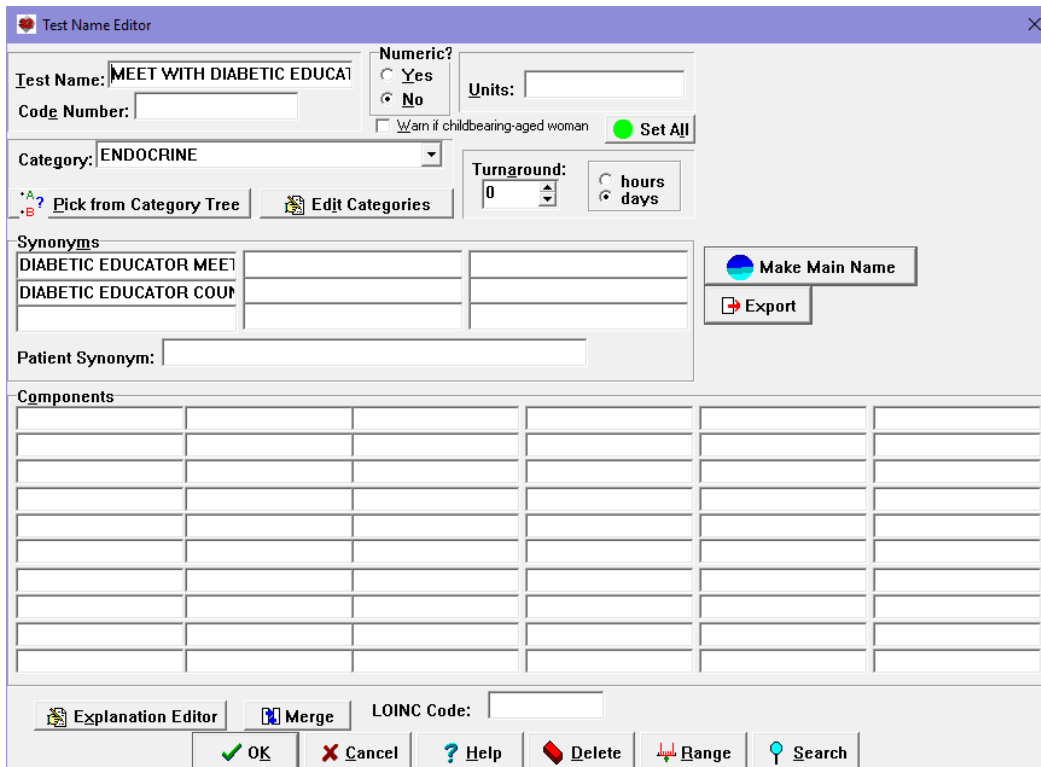 Test Name Editor
Numeric?
Test Name: MEET WITH DIABETIC EDUCAT
Yes
No
Units:
Code Number:
Warn if childbearing-aged woman
Set All
Category: ENDOCRINE
Turnaround:
0
hours
days
A
B ? Pick from Category Tree
Edit Categories
Synonyms
DIABETIC EDUCATOR MEET
DIABETIC EDUCATOR COUN
Make Main Name
Export
Patient Synonym:
Components
Explanation Editor
Merge
LOINC Code:
OK
Cancel
? Help
Delete
Range
Search